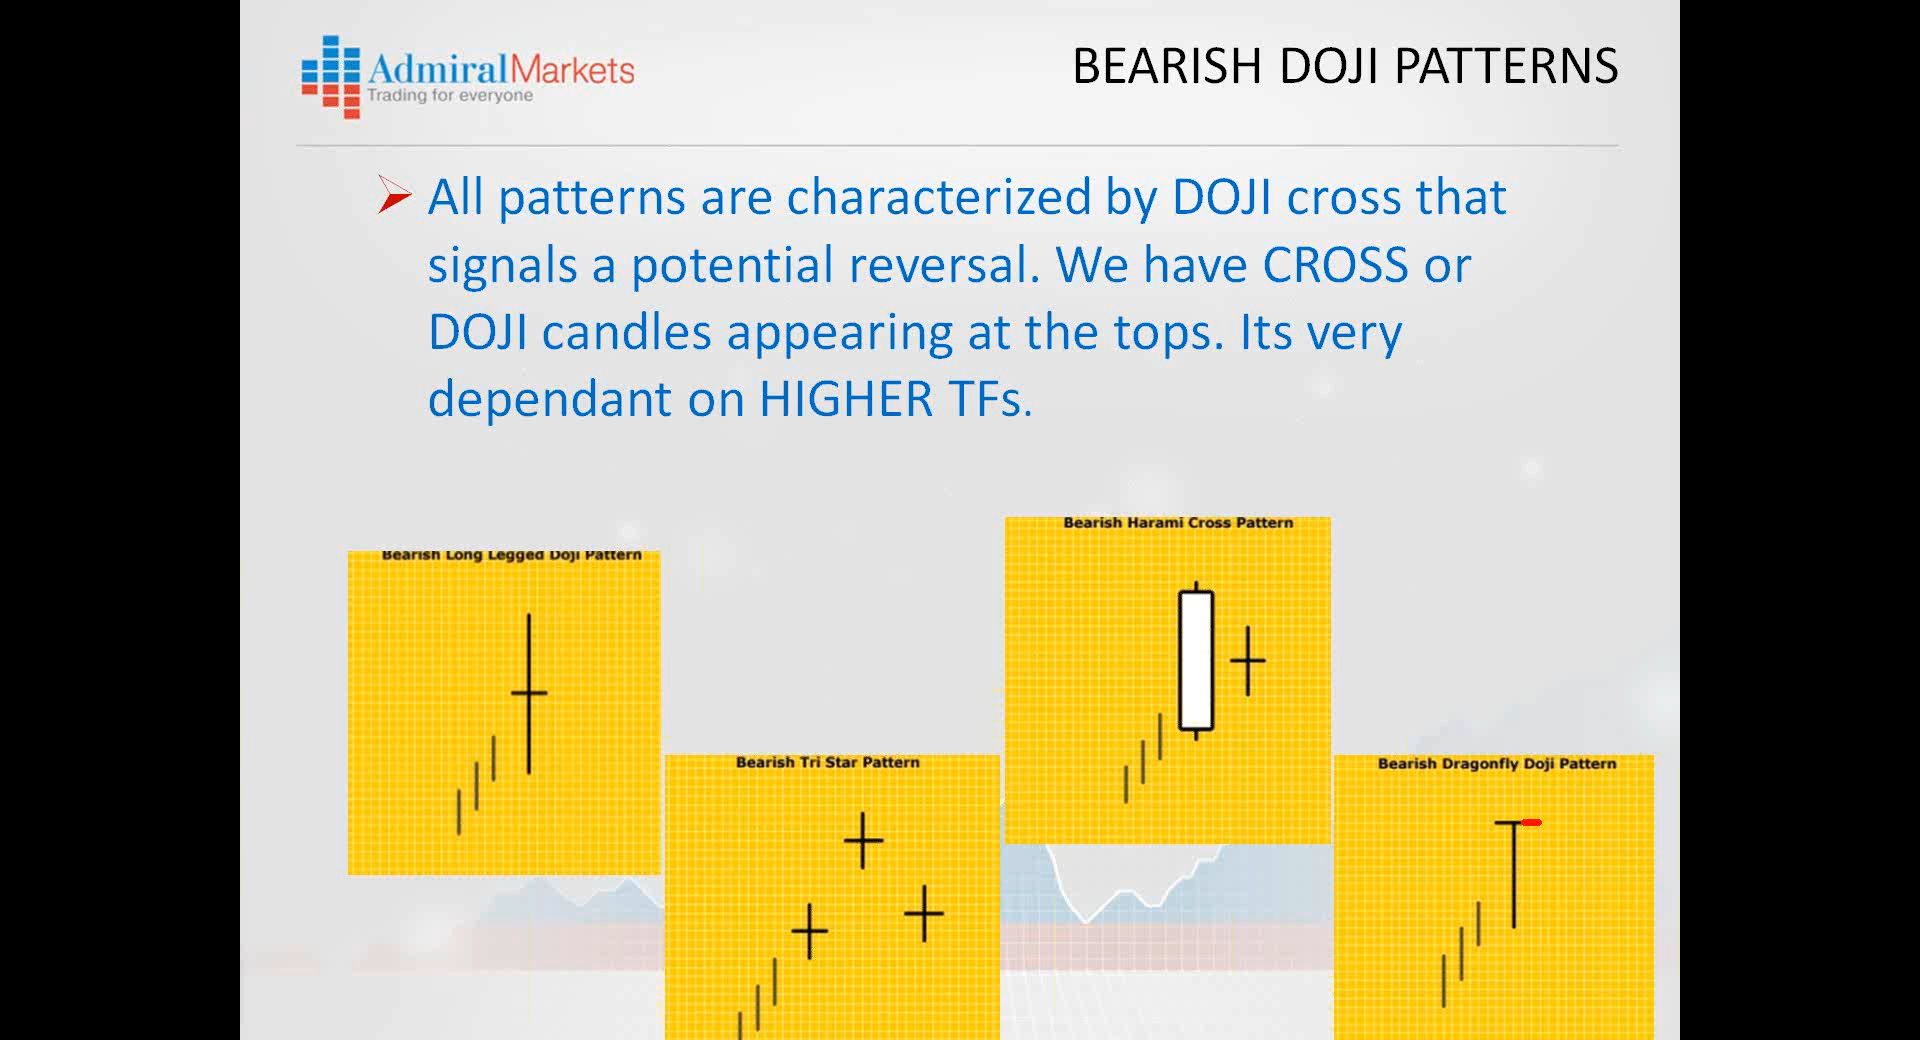 AdmiralMarkets
Trading for everyone
BEARISH DOJI PATTERNS
All patterns are characterized by DOJI cross that
signals a potential reversal. We have CROSS or
DOJI candles appearing at the tops. Its very
dependant on HIGHER TFs.
Bearish Long Legged Doji Pattern
Bearish Tri Star Pattern
Bearish Harami Cross Pattern
Bearish Dragonfly Doji Pattern